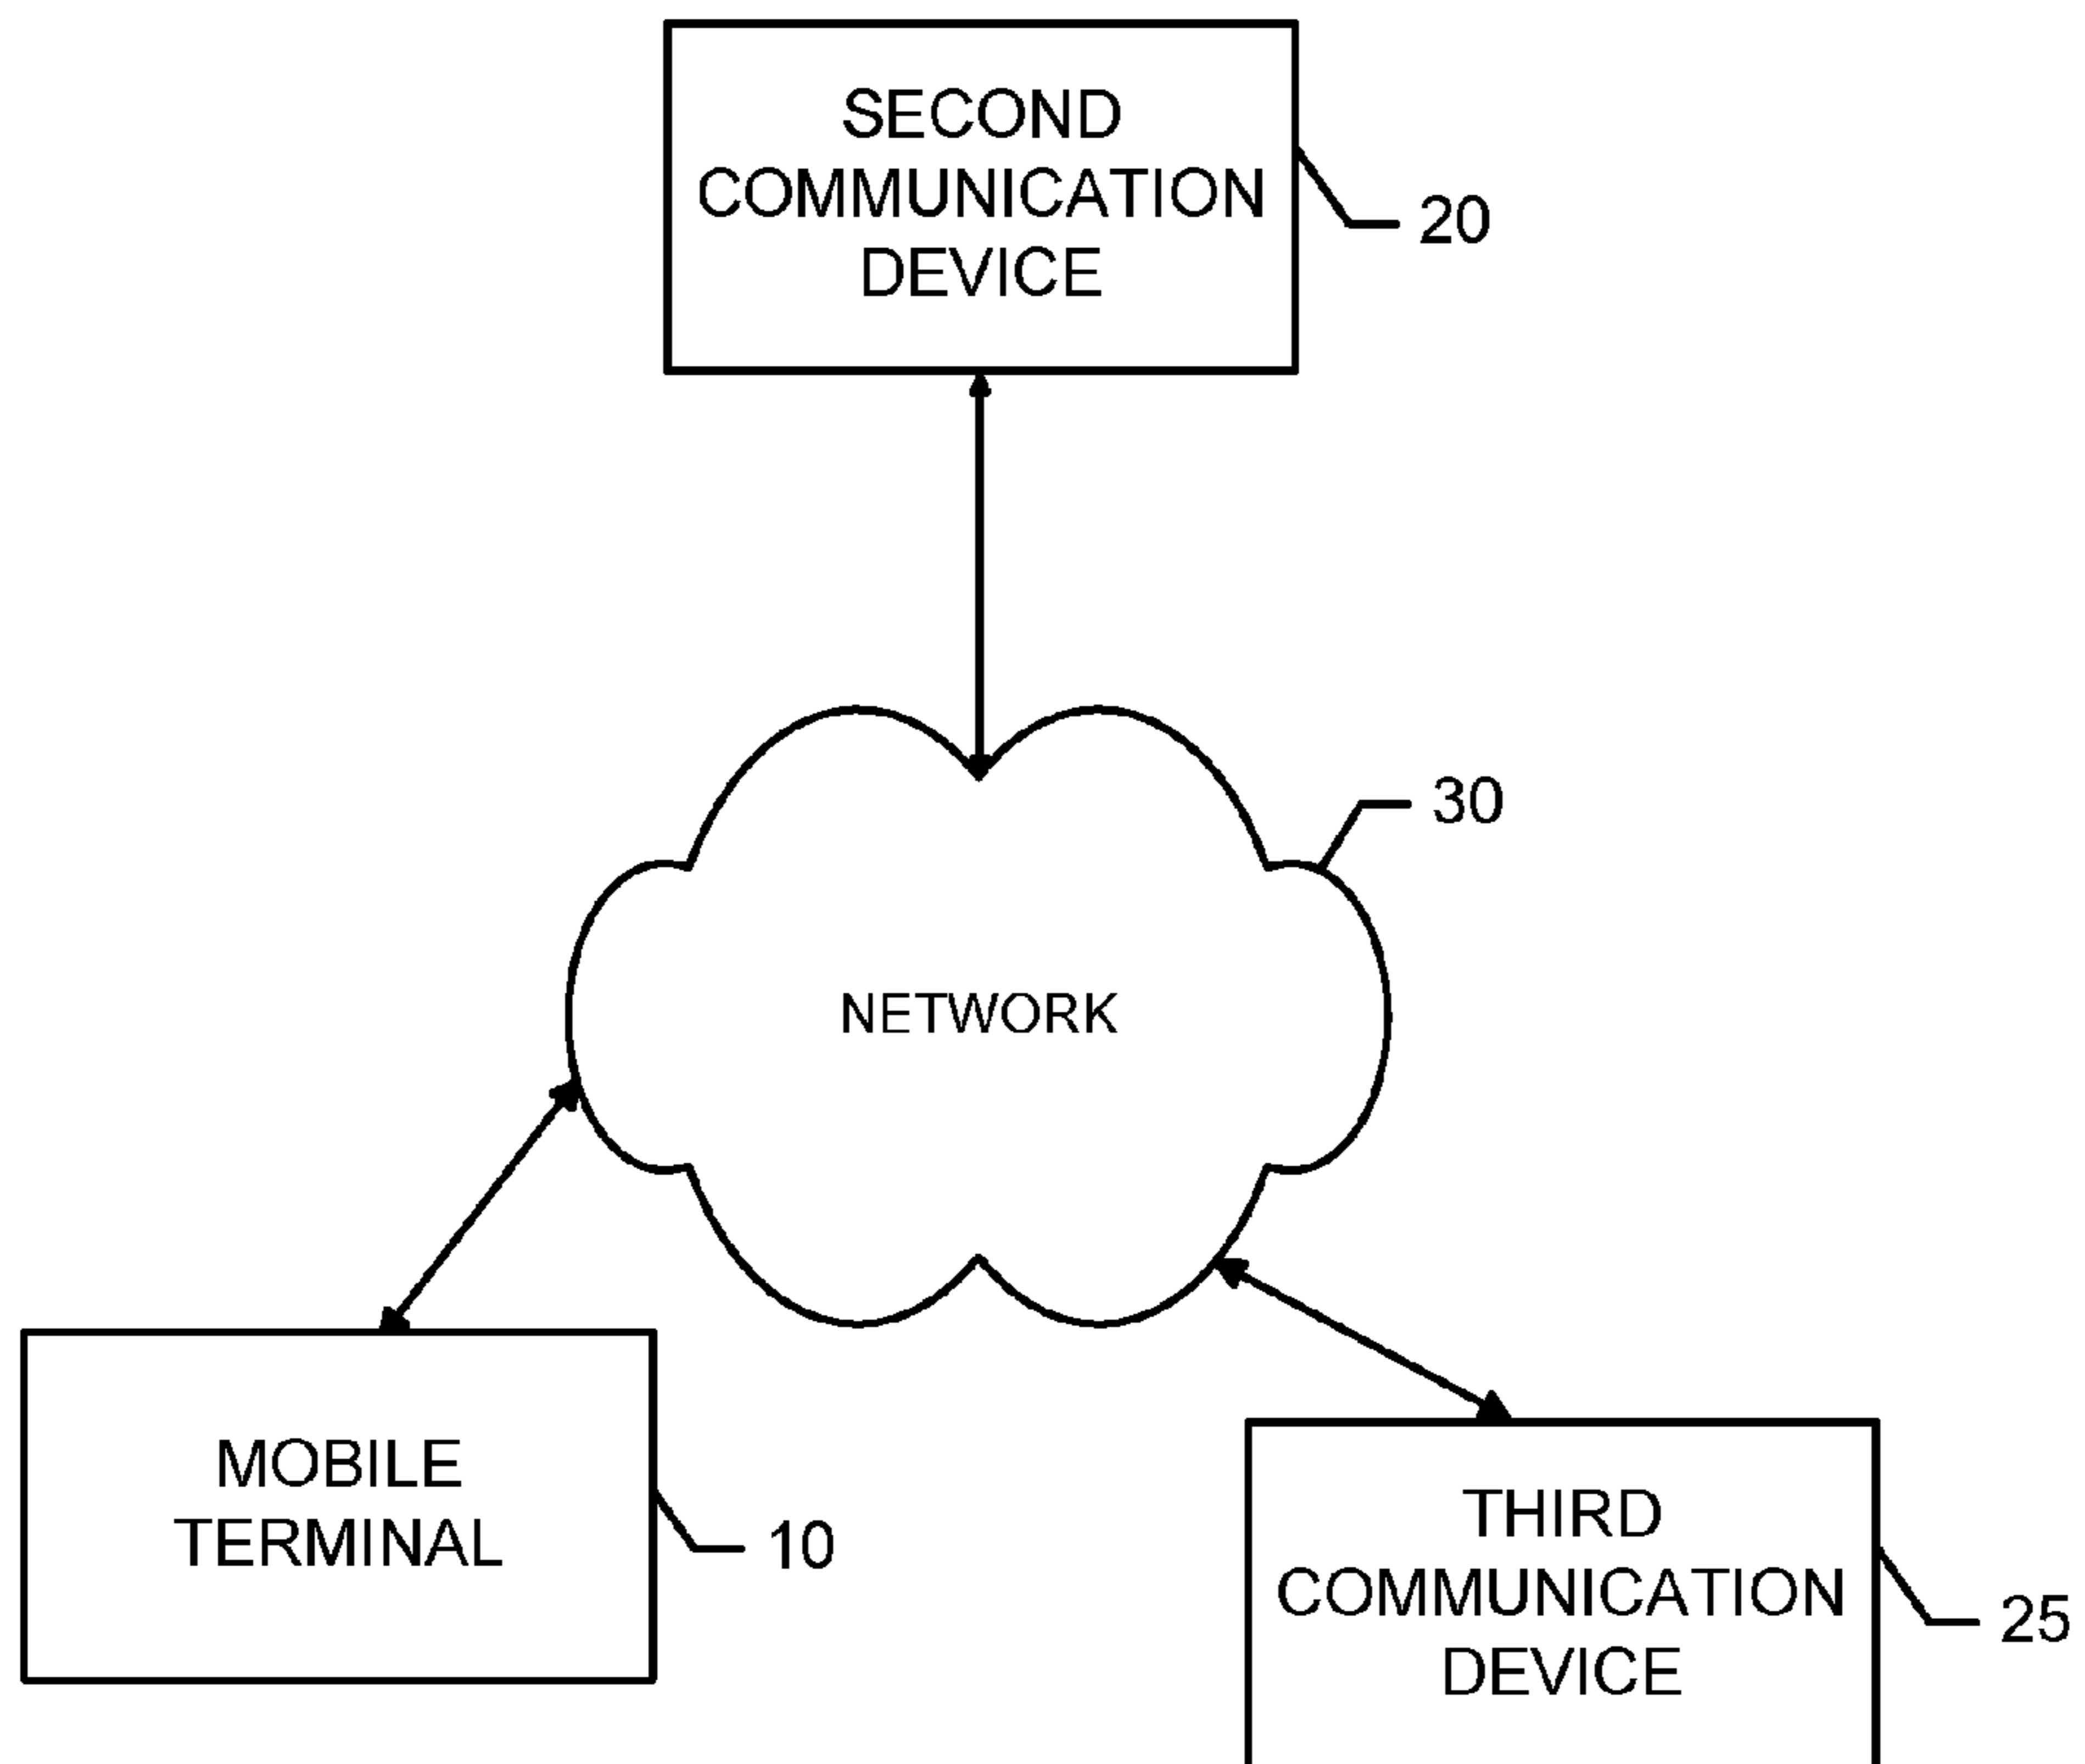 SECOND
COMMUNICATION
DEVICE
20
30
NETWORK
MOBILE
TERMINAL
10
THIRD
COMMUNICATION
DEVICE
25